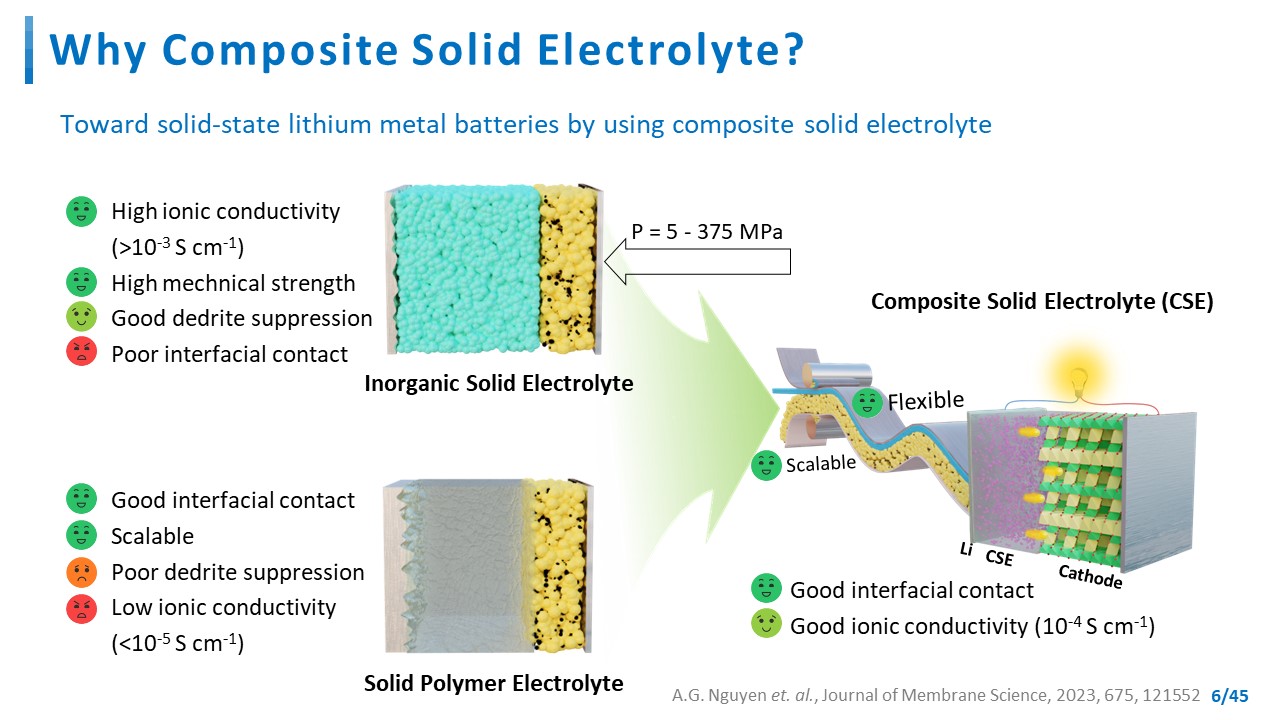 Why Composite Solid Electrolyte?
Toward solid-state lithium metal batteries by using composite solid electrolyte
High ionic conductivity
(>10⁻³ S cm⁻¹)
High mechnical strength
Good dedrite suppression
Poor interfacial contact
P = 5 - 375 MPa
Inorganic Solid Electrolyte
Good interfacial contact
Scalable
Poor dedrite suppression
Low ionic conductivity
(<10⁻⁵ S cm⁻¹)
Solid Polymer Electrolyte
Composite Solid Electrolyte (CSE)
Flexible
Scalable
Li
CSE
Cathode
Good interfacial contact
Good ionic conductivity (10⁻⁴ S cm⁻¹)
A.G. Nguyen et. al., Journal of Membrane Science, 2023, 675, 121552
6/45